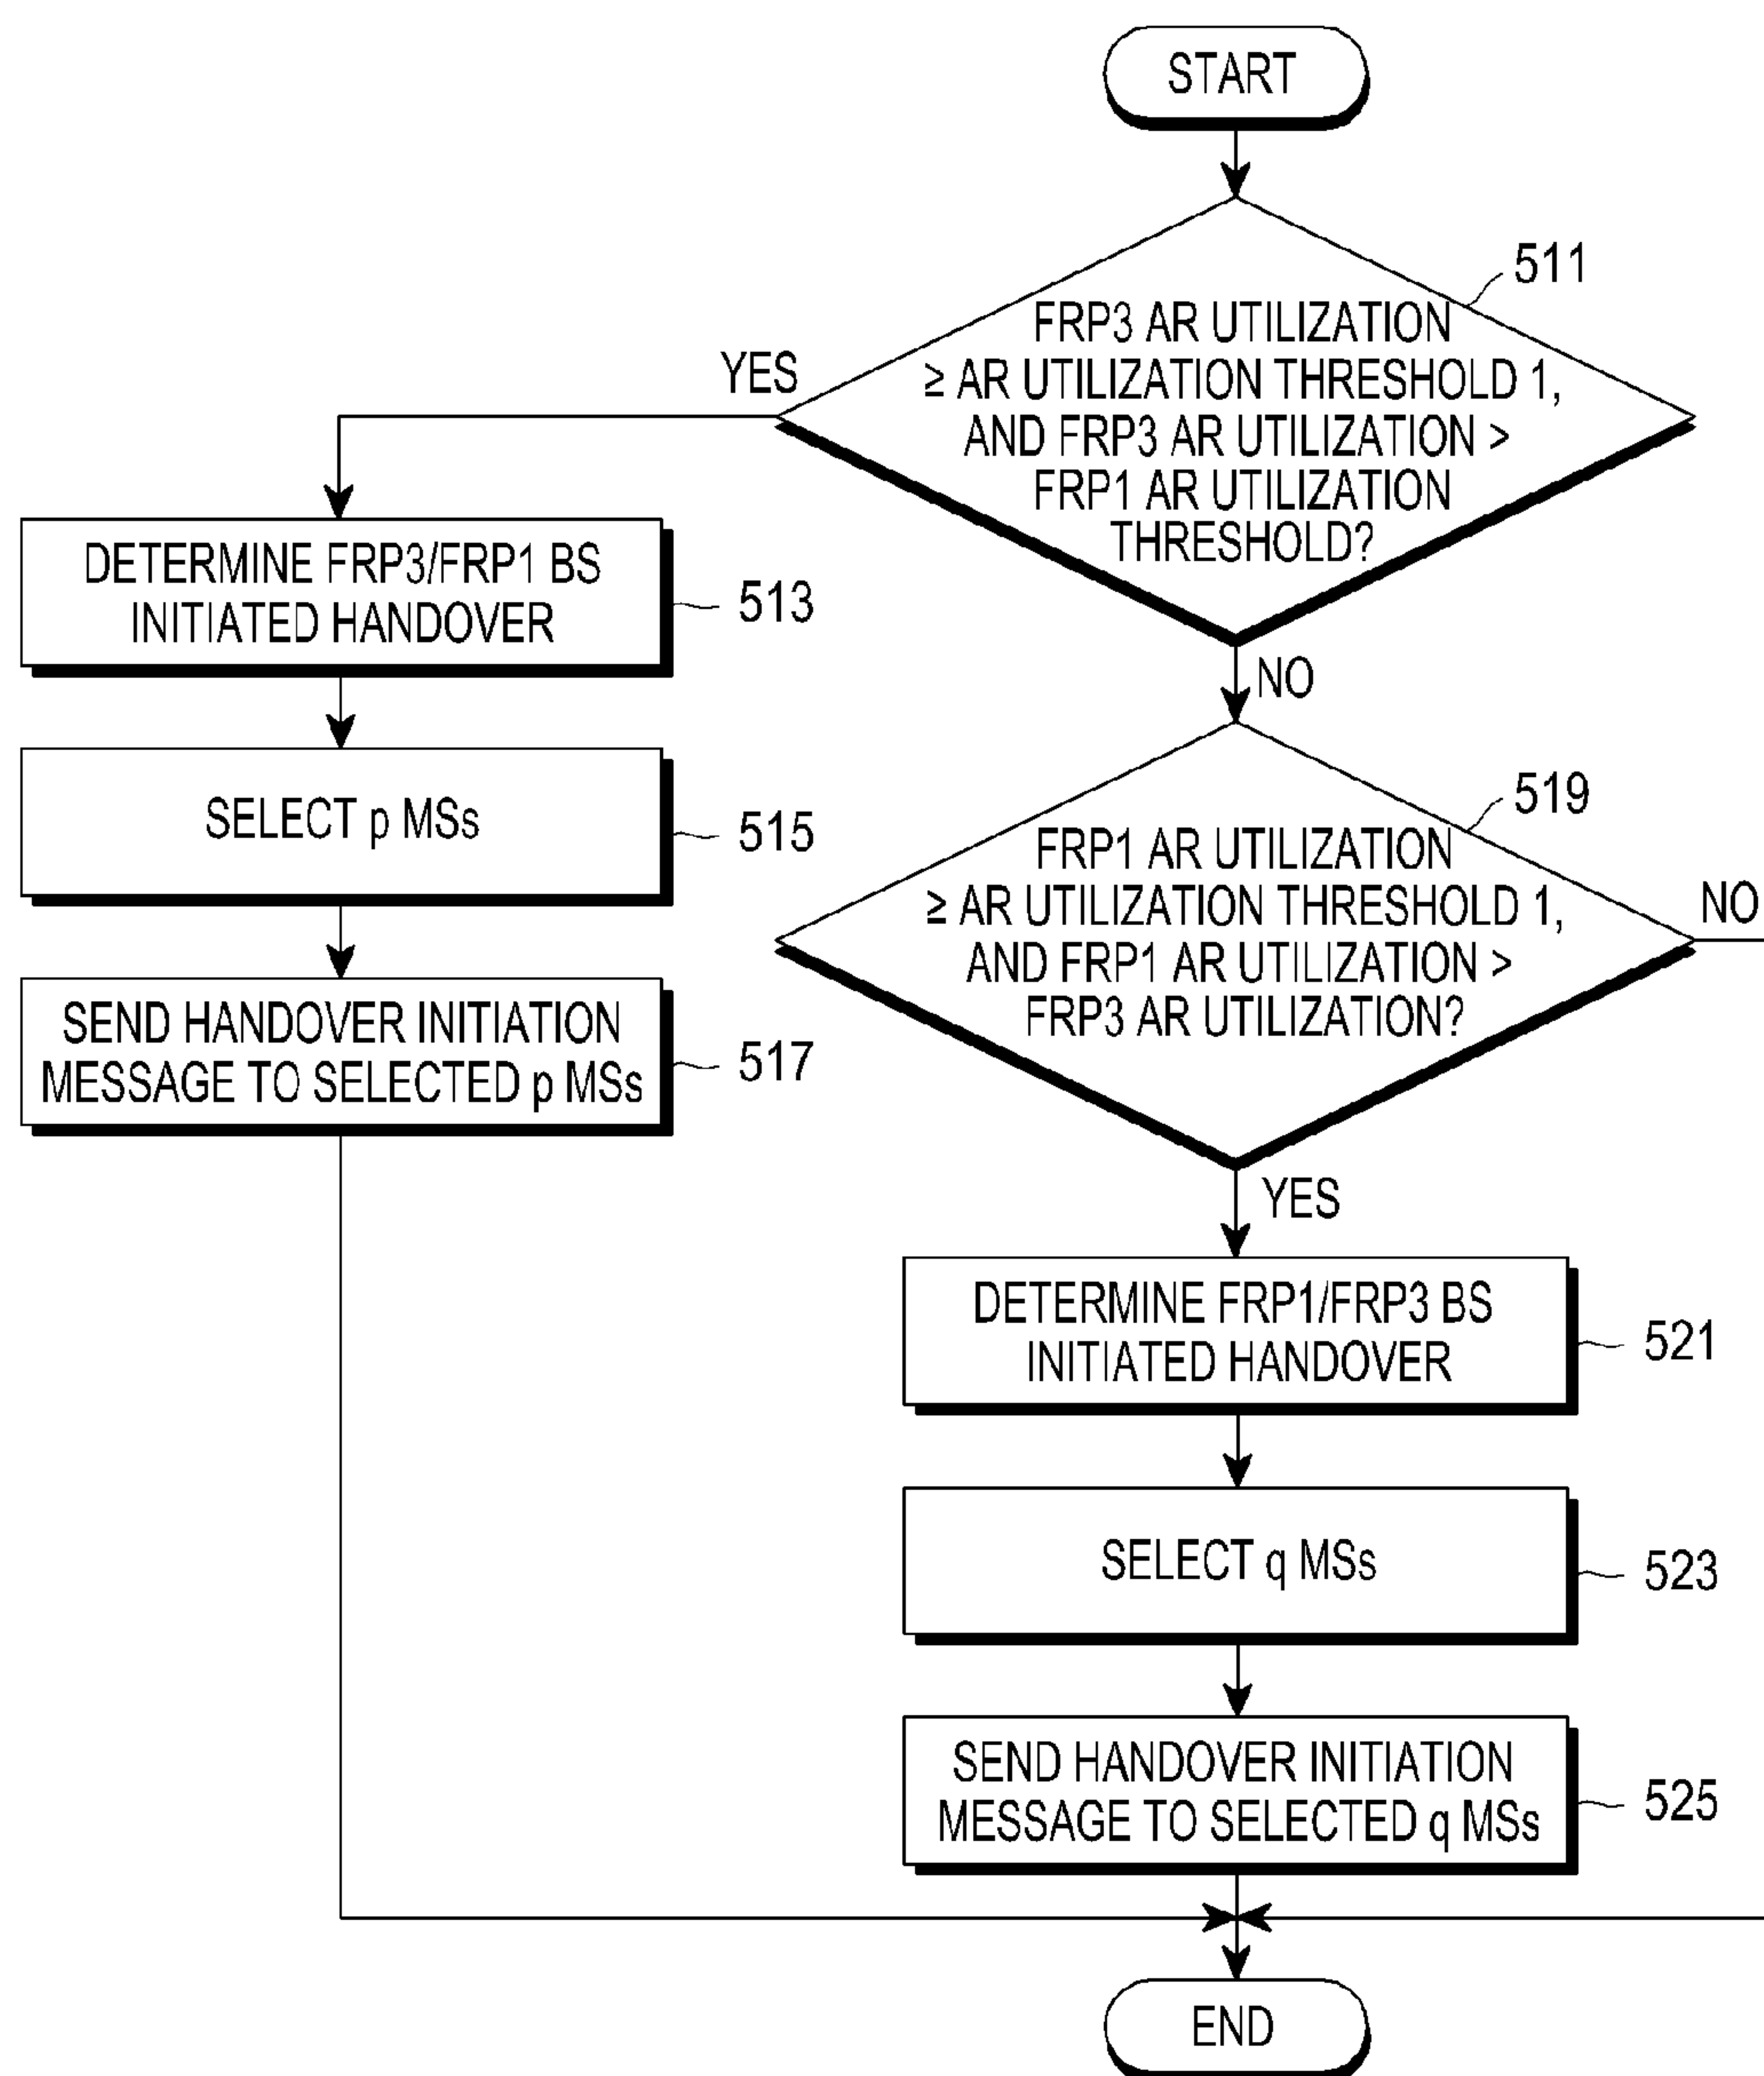 START
511
FRP3 AR UTILIZATION
≥ AR UTILIZATION THRESHOLD 1,
AND FRP3 AR UTILIZATION >
FRP1 AR UTILIZATION
THRESHOLD?
YES
NO
DETERMINE FRP3/FRP1 BS
INITIATED HANDOVER
513
SELECT p MSs
515
SEND HANDOVER INITIATION
MESSAGE TO SELECTED p MSs
517
519
FRP1 AR UTILIZATION
≥ AR UTILIZATION THRESHOLD 1,
AND FRP1 AR UTILIZATION >
FRP3 AR UTILIZATION?
NO
YES
DETERMINE FRP1/FRP3 BS
INITIATED HANDOVER
521
SELECT q MSs
523
SEND HANDOVER INITIATION
MESSAGE TO SELECTED q MSs
525
END